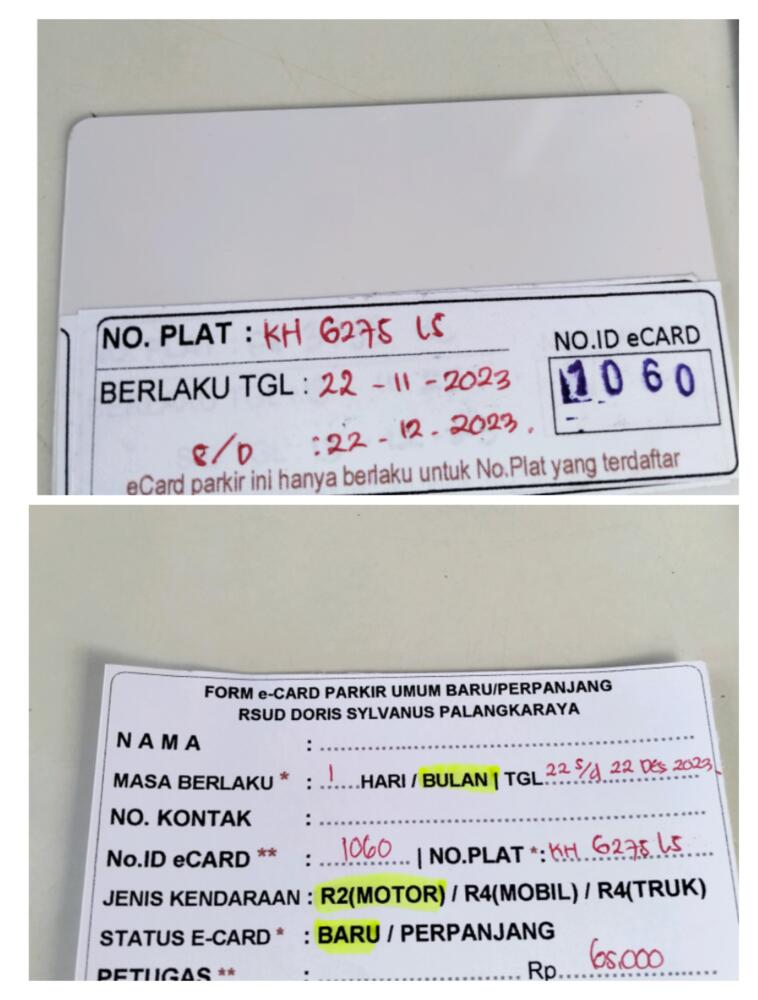 NO. PLAT : KH 6275 LS
BERLAKU TGL : 22 - 11 - 2023
S/D : 22 - 12 - 2023.
NO.ID eCARD
1060
eCard parkir ini hanya berlaku untuk No.Plat yang terdaftar
FORM e-CARD PARKIR UMUM BARU/PERPANJANG
RSUD DORIS SYLVANUS PALANGKARAYA
NAMA : ..........
MASA BERLAKU * : 1 HARI / BULAN | TGL 22 S/d 22 Des 2023.
NO. KONTAK : ..........
No.ID eCARD ** : 1060 | NO.PLAT *: KH 6275 LS
JENIS KENDARAAN : R2(MOTOR) / R4(MOBIL) / R4(TRUK)
STATUS E-CARD * : BARU / PERPANJANG
PETUGAS ** : .......... Rp. 65.000